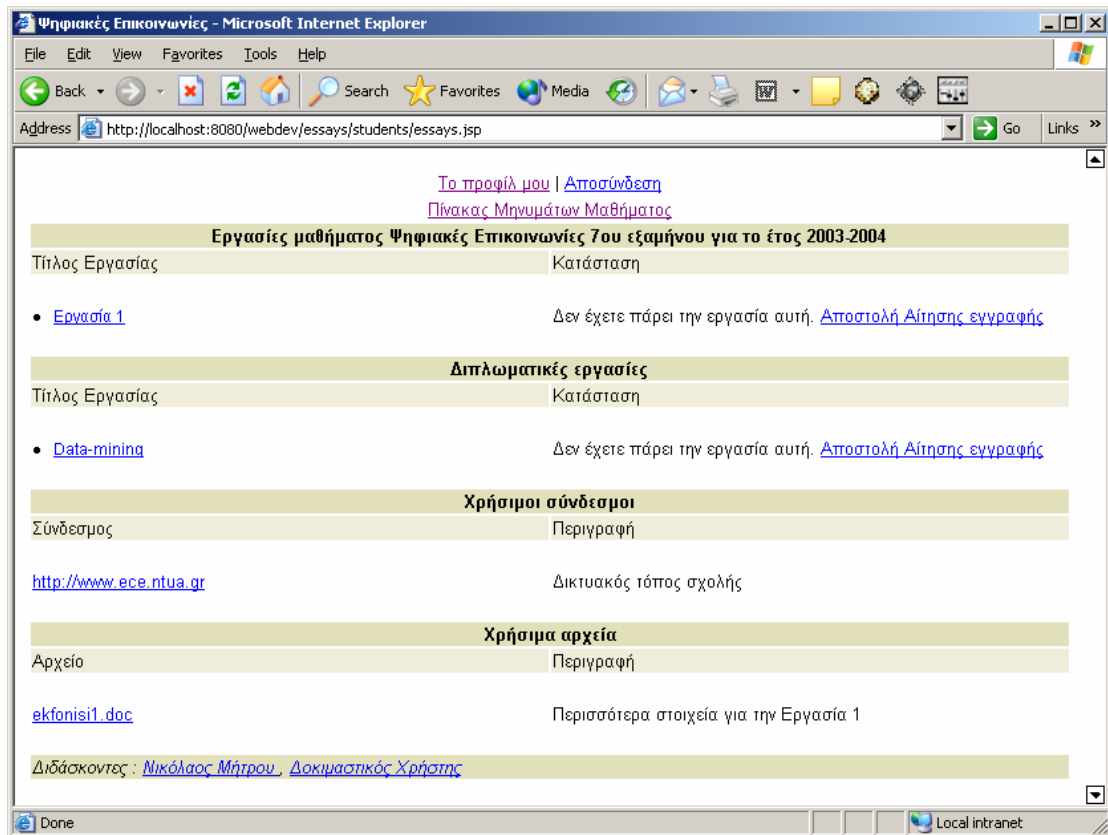 Ψηφιακές Επικοινωνίες - Microsoft Internet Explorer
File Edit View Favorites Tools Help
Back Search Favorites Media
Address http://localhost:8080/webdev/essays/students/essays.jsp Go Links »
Το προφίλ μου | Αποσύνδεση
Πίνακας Μηνυμάτων Μαθήματος
Εργασίες μαθήματος Ψηφιακές Επικοινωνίες 7ου εξαμήνου για το έτος 2003-2004
Τίτλος Εργασίας Κατάσταση
• Εργασία 1 Δεν έχετε πάρει την εργασία αυτή. Αποστολή Αίτησης εγγραφής
Διπλωματικές εργασίες
Τίτλος Εργασίας Κατάσταση
• Data-mining Δεν έχετε πάρει την εργασία αυτή. Αποστολή Αίτησης εγγραφής
Χρήσιμοι σύνδεσμοι
Σύνδεσμος Περιγραφή
http://www.ece.ntua.gr Δικτυακός τόπος σχολής
Χρήσιμα αρχεία
Αρχείο Περιγραφή
ekfonisi1.doc Περισσότερα στοιχεία για την Εργασία 1
Διδάσκοντες : Νικόλαος Μήτρου , Δοκιμαστικός Χρήστης
Done Local intranet